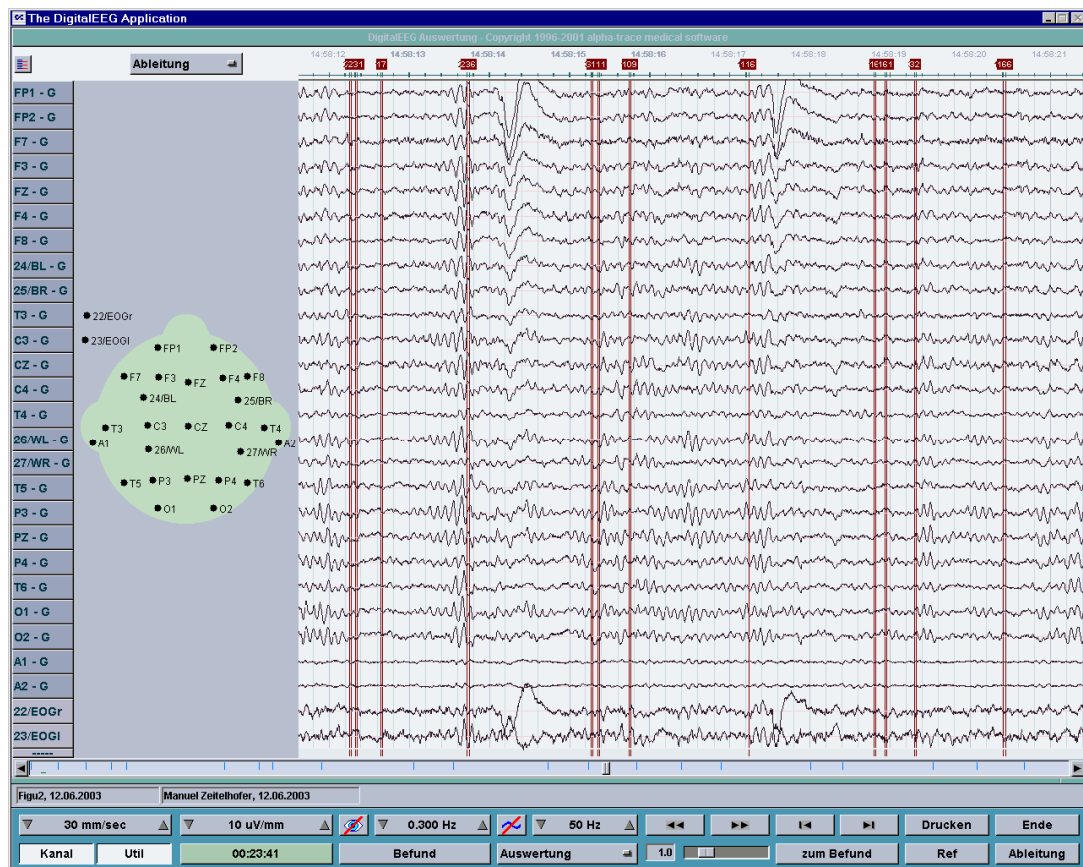 The DigitalEEG Application
DigitalEEG Auswertung - Copyright 1996-2001 alpha-trace medical software
Ableitung
14:58:12 14:58:13 14:58:14 14:58:15 14:58:16 14:58:17 14:58:18 14:58:19 14:58:20 14:58:21
2231 17 236 3111 109 116 1E161 32 166
FP1 - G
FP2 - G
F7 - G
F3 - G
FZ - G
F4 - G
F8 - G
24/BL - G
25/BR - G
T3 - G
C3 - G
CZ - G
C4 - G
T4 - G
26/WL - G
27/WR - G
T5 - G
P3 - G
PZ - G
P4 - G
T6 - G
O1 - G
O2 - G
A1 - G
A2 - G
22/EOGr
23/EOGl
-----
22/EOGr
23/EOGl
FP1 FP2
F7 F3 FZ F4 F8
24/BL 25/BR
T3 C3 CZ C4 T4
A1 A2
26/WL 27/WR
T5 P3 PZ P4 T6
O1 O2
Figu2, 12.06.2003 Manuel Zeitelhofer, 12.06.2003
30 mm/sec 10 uV/mm 0.300 Hz 50 Hz Drucken Ende
Kanal Util 00:23:41 Befund Auswertung 1.0 zum Befund Ref Ableitung